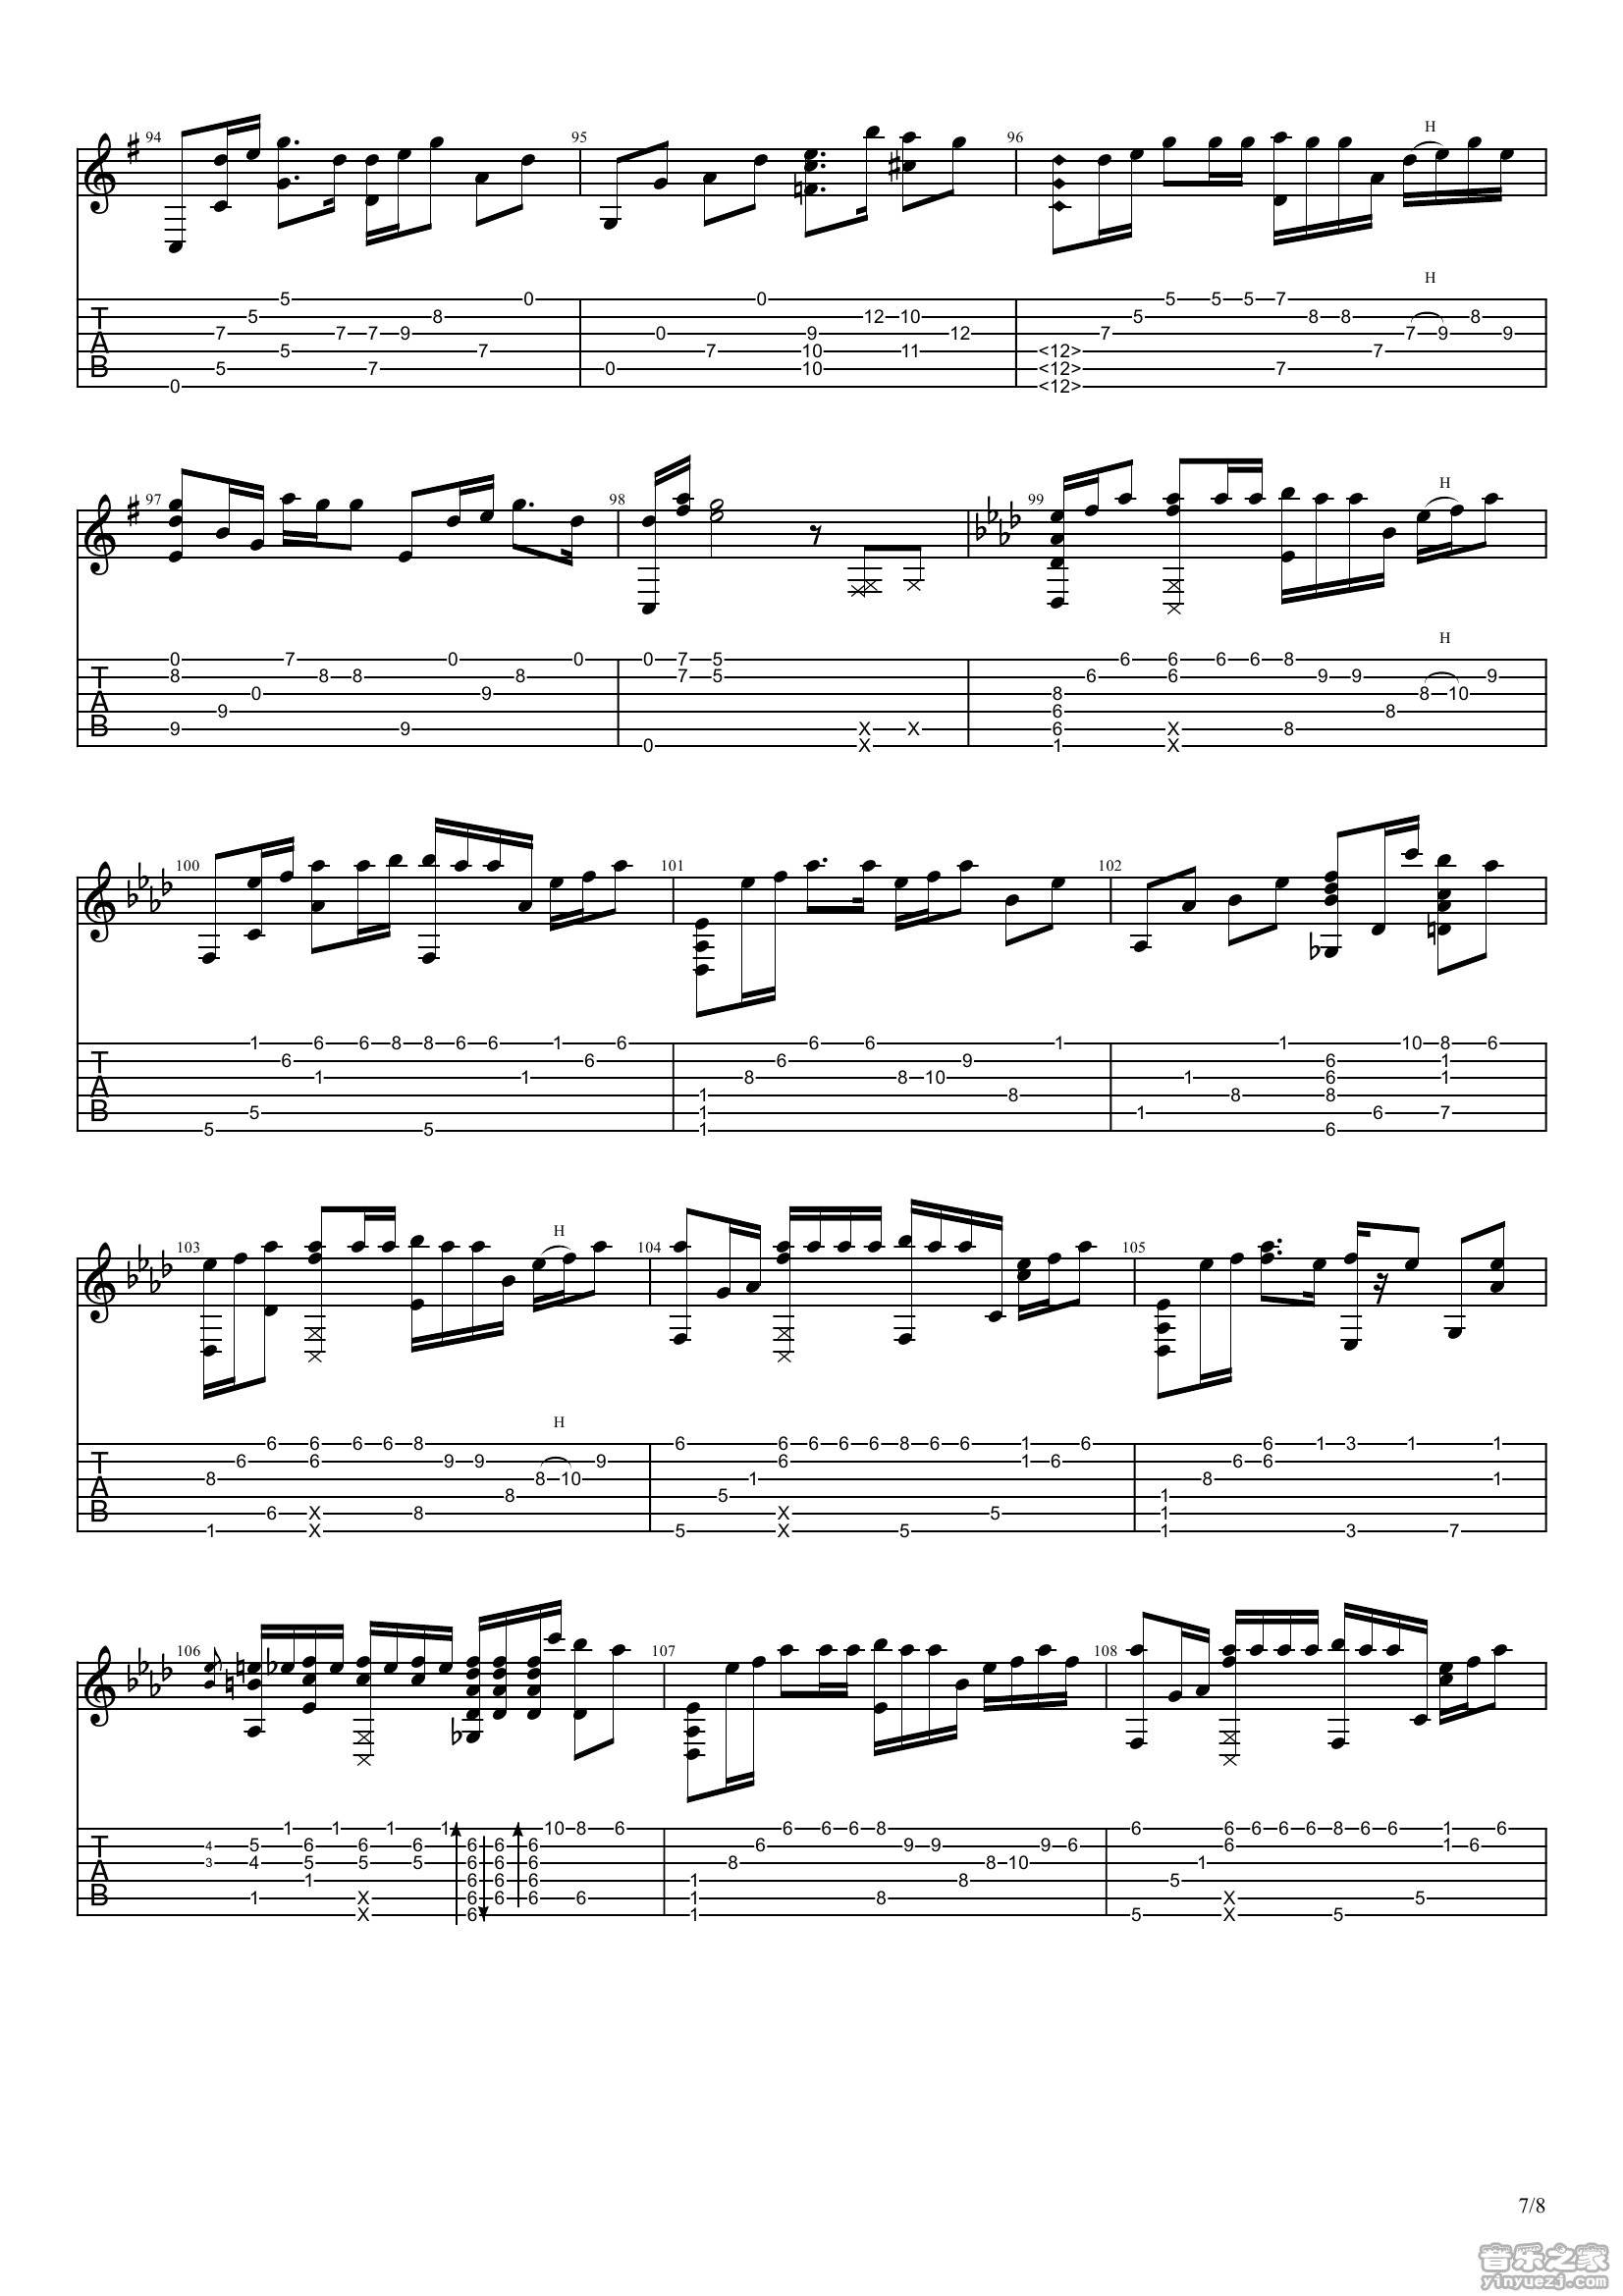 94 95 96 H
H
5 5 0 0 5 5 5 7
5 8 12 10 5 8 8 8
T 7 7 7 9 0 9 12 7 7 9 9
A 5 7 7 10 11 <12> 7
B 5 7 0 10 <12> 7
0 <12>
97 98 99 H
H
0 7 0 0 0 7 5 6 6 6 6 8
T 8 8 8 8 7 5 6 6 9 9 9
0 9 8 8 10
A 9 6 8
B 9 9 X X 6 X 8
0 X 1 X
100 101 102
1 6 6 8 8 6 6 1 6 6 6 1 1 10 8 6
T 6 6 6 9 6 1
1 1 8 8 10 1 6 1
A 1 8 8 8
B 5 1 1 6 7
5 5 1 6
103 H 104 105
H
6 6 6 6 8 6 6 6 6 6 8 6 6 1 6 6 1 3 1 1
T 6 6 9 9 9 6 1 6 6 6
8 8 10 1 8 1
A 8 5 1
B 6 X 8 X 5 1
1 X 5 X 5 1 3 7
106 107 108
1 1 1 1 10 8 6 6 6 6 8 6 6 6 6 6 8 6 6 1 6
T 4 5 6 6 6 6 6 6 6 9 9 9 6 6 1 6
3 4 5 5 5 6 6 6 8 8 10 1
A 1 6 6 6 1 8 5
B 1 X 6 6 6 6 1 8 X 5
X 6 1 5 X 5
7/8
音乐之家
yinyuezj.com